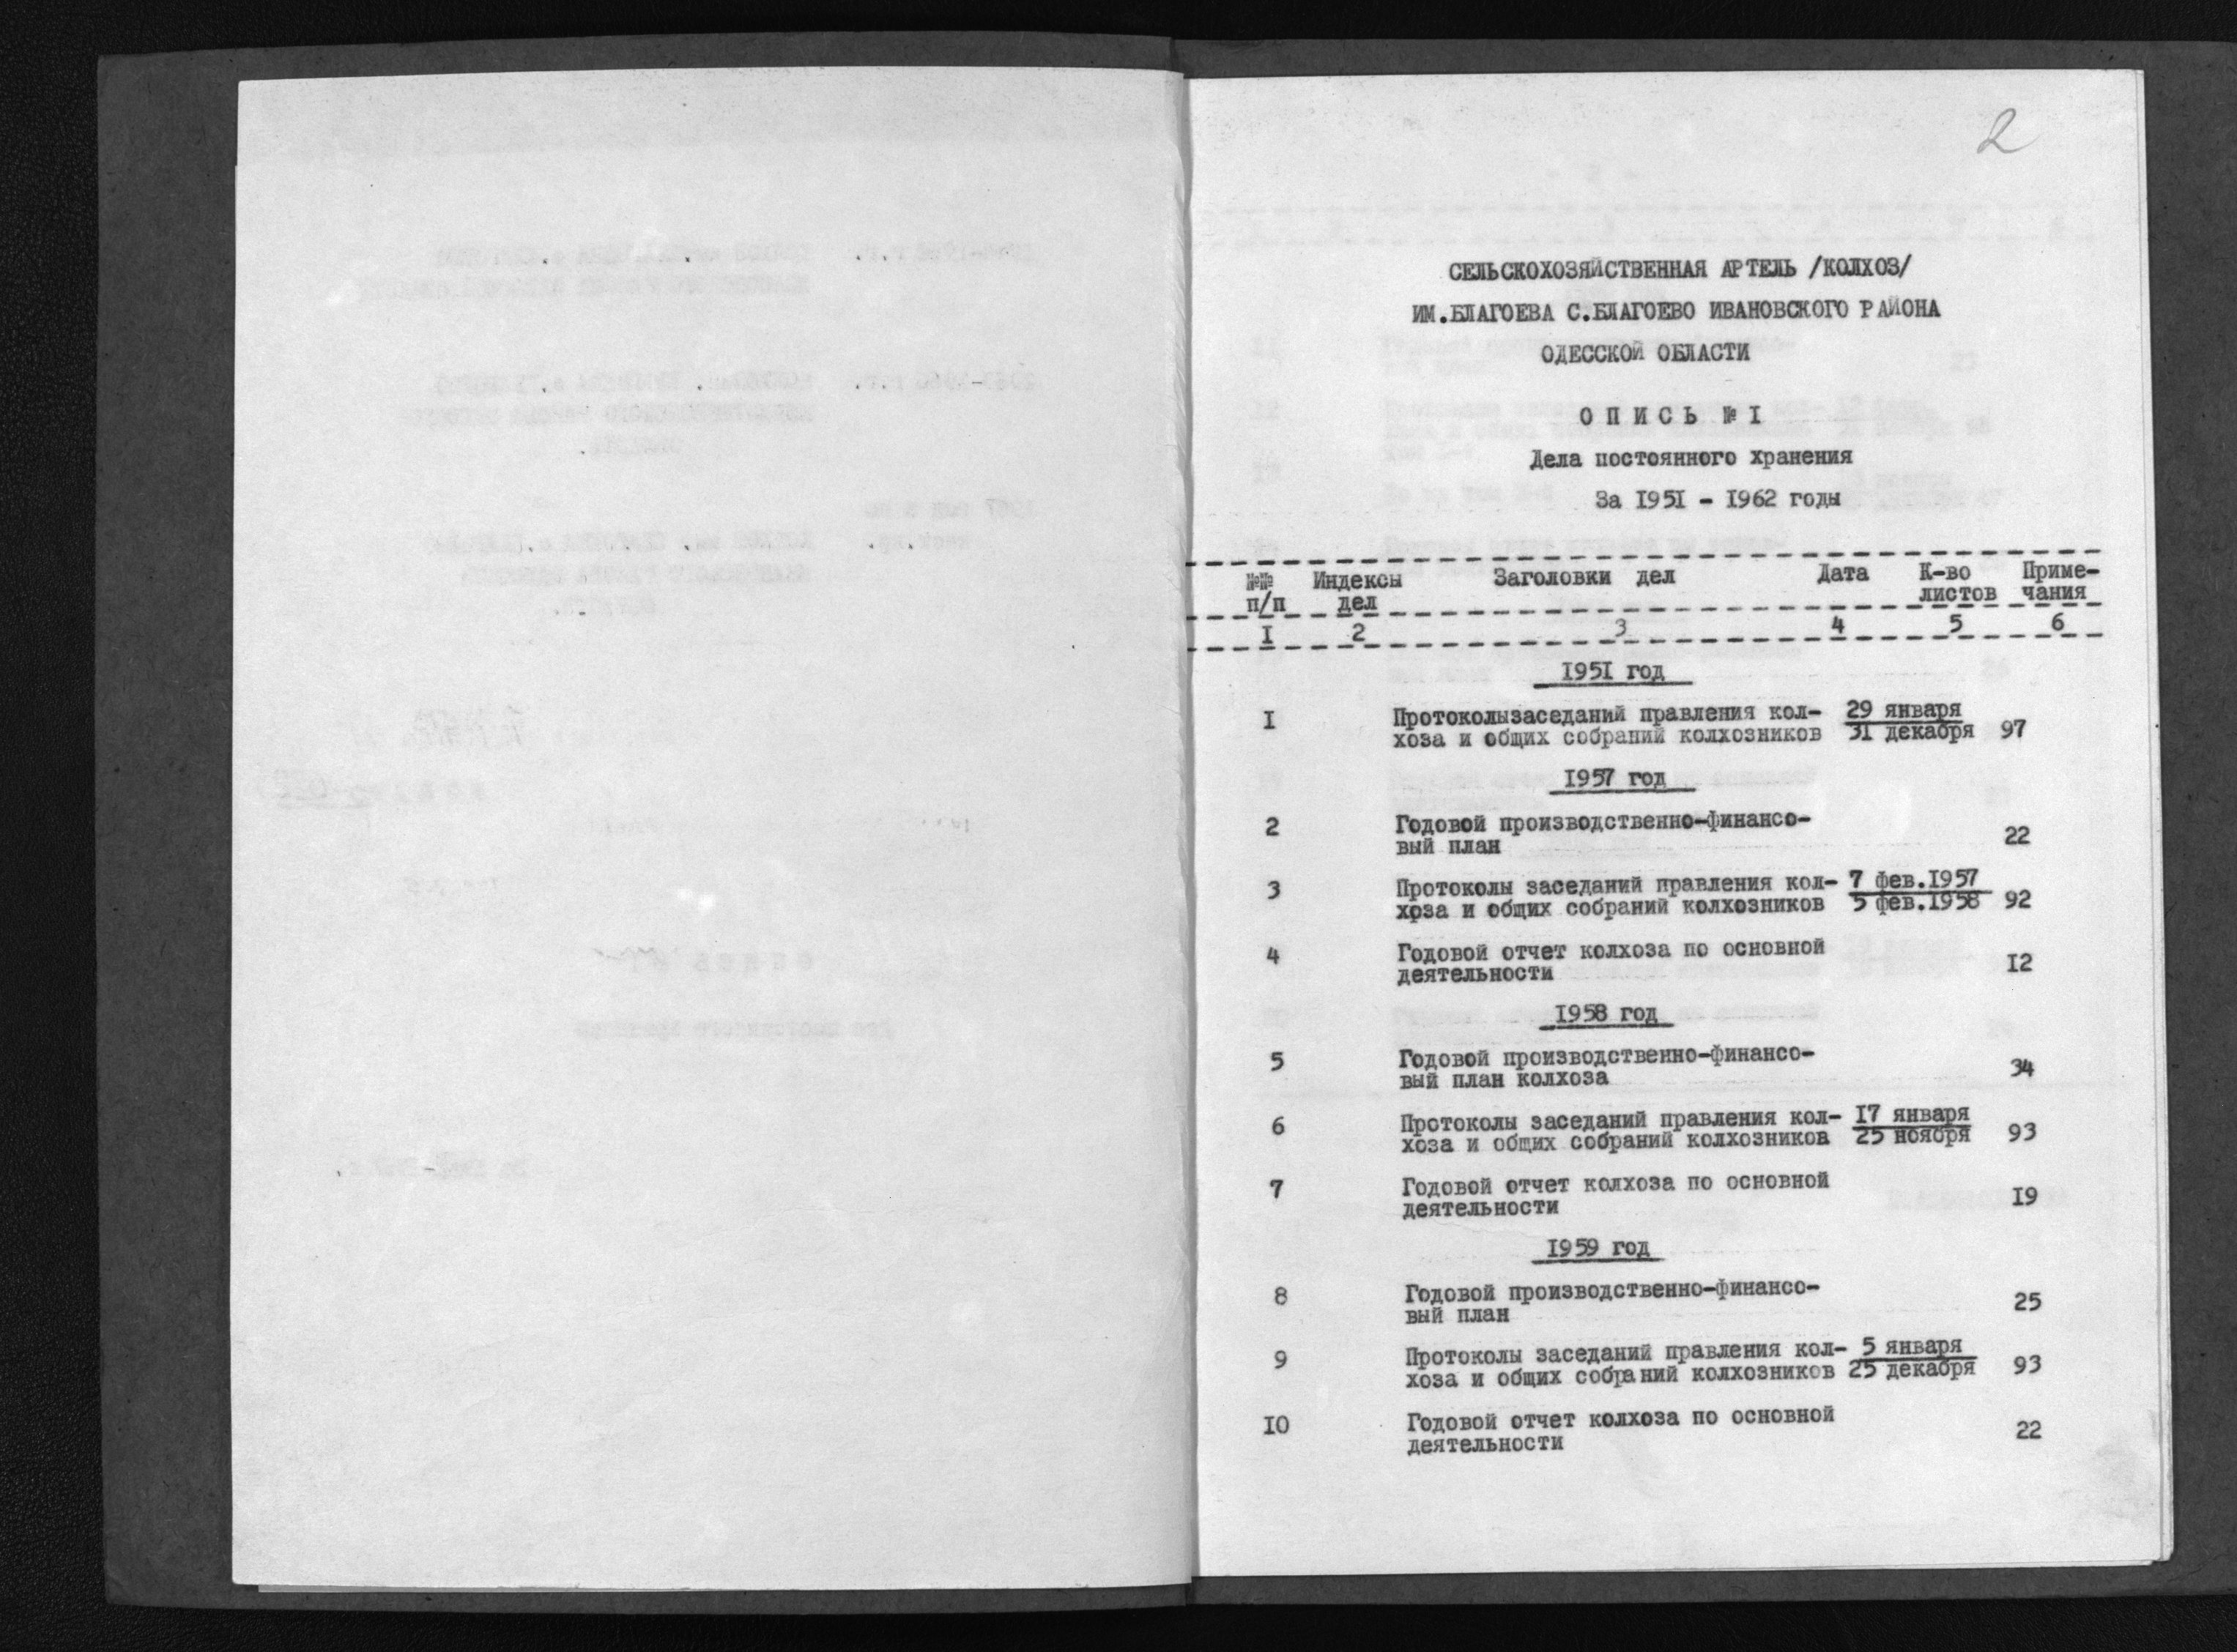 2
СЕЛЬСКОХОЗЯЙСТВЕННАЯ АРТЕЛЬ /КОЛХОЗ/
ИМ.БЛАГОЕВА С.БЛАГОЕВО ИВАНОВСКОГО РАЙОНА
ОДЕССКОЙ ОБЛАСТИ
О П И С Ь № I
Дела постоянного хранения
За I95I - I962 годы
№№ Индексы Заголовки дел Дата К-во Приме-
п/п дел листов чания
I 2 3 4 5 6
I95I год
I Протоколызаседаний правления кол- 29 января
хоза и общих собраний колхозников 3I декабря 97
I957 год
2 Годовой производственно-финансо-
вый план 22
3 Протоколы заседаний правления кол- 7 фев.I957
хоза и общих собраний колхозников 5 фев.I958 92
4 Годовой отчет колхоза по основной
деятельности I2
I958 год
5 Годовой производственно-финансо-
вый план колхоза 34
6 Протоколы заседаний правления кол- I7 января
хоза и общих собраний колхозников 25 ноября 93
7 Годовой отчет колхоза по основной
деятельности I9
I959 год
8 Годовой производственно-финансо-
вый план 25
9 Протоколы заседаний правления кол- 5 января
хоза и общих собраний колхозников 25 декабря 93
I0 Годовой отчет колхоза по основной
деятельности 22